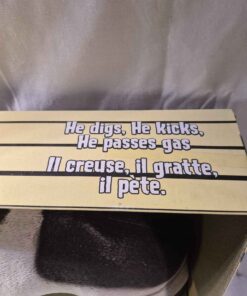 He digs, He kicks,
He passes gas
Il creuse, il gratte,
il pète.